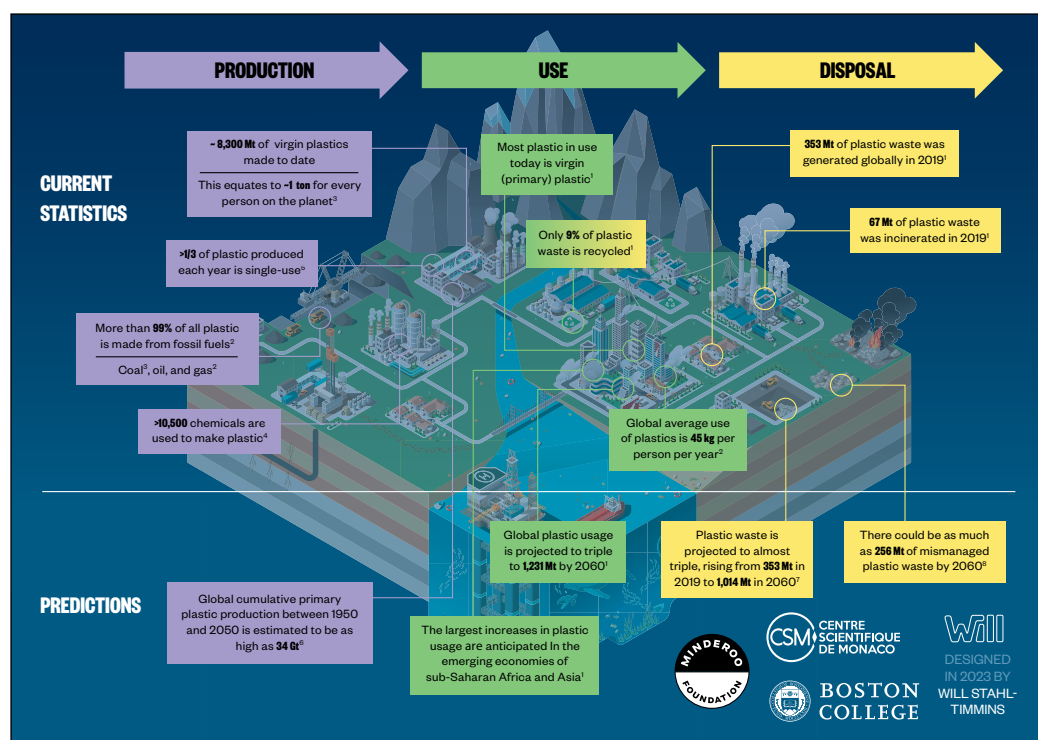 PRODUCTION
USE
DISPOSAL
CURRENT
STATISTICS
~ 8,300 Mt of virgin plastics
made to date
This equates to ~1 ton for every
person on the planet³
>1/3 of plastic produced
each year is single-use⁵
More than 99% of all plastic
is made from fossil fuels²
Coal³, oil, and gas²
>10,500 chemicals are
used to make plastic⁴
Most plastic in use
today is virgin
(primary) plastic¹
Only 9% of plastic
waste is recycled¹
Global average use
of plastics is 45 kg per
person per year²
353 Mt of plastic waste was
generated globally in 2019¹
67 Mt of plastic waste
was incinerated in 2019¹
H
PREDICTIONS
Global cumulative primary
plastic production between 1950
and 2050 is estimated to be as
high as 34 Gt⁶
Global plastic usage
is projected to triple
to 1,231 Mt by 2060¹
The largest increases in plastic
usage are anticipated In the
emerging economies of
sub-Saharan Africa and Asia¹
Plastic waste is
projected to almost
triple, rising from 353 Mt in
2019 to 1,014 Mt in 2060⁷
There could be as much
as 256 Mt of mismanaged
plastic waste by 2060⁸
MINDEROO
FOUNDATION
CSM
CENTRE
SCIENTIFIQUE
DE MONACO
BOSTON
COLLEGE
Will
DESIGNED
IN 2023 BY
WILL STAHL-
TIMMINS